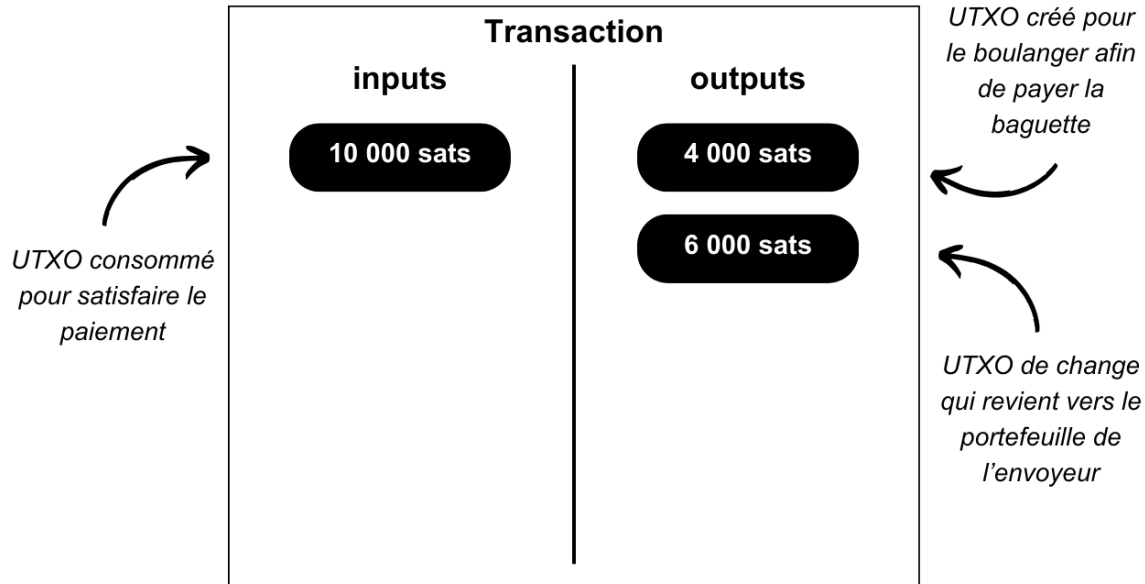 Transaction
inputs
outputs
10 000 sats
4 000 sats
6 000 sats
UTXO consommé
pour satisfaire le
paiement
UTXO créé pour
le boulanger afin
de payer la
baguette
UTXO de change
qui revient vers le
portefeuille de
l'envoyeur